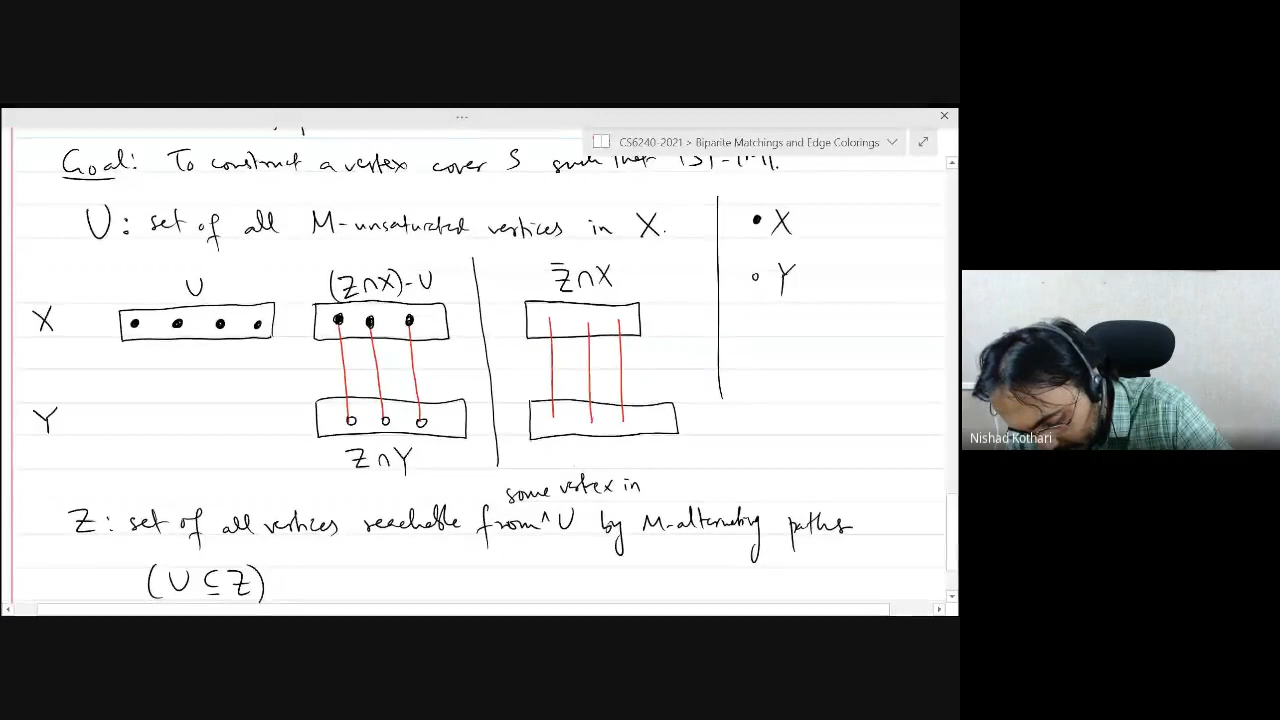 CS6240-2021 > Biparite Matchings and Edge Colorings
Goal: To construct a vertex cover S such that |S|=|M|.
U: set of all M-unsaturated vertices in X.
• X
∘ Y
U
(Z∩X)-U
Z̄∩X
X
Y
Z∩Y
some vertex in
Z: set of all vertices reachable from ^ U by M-alternating paths
(U ⊆ Z)
Nishad Kothari